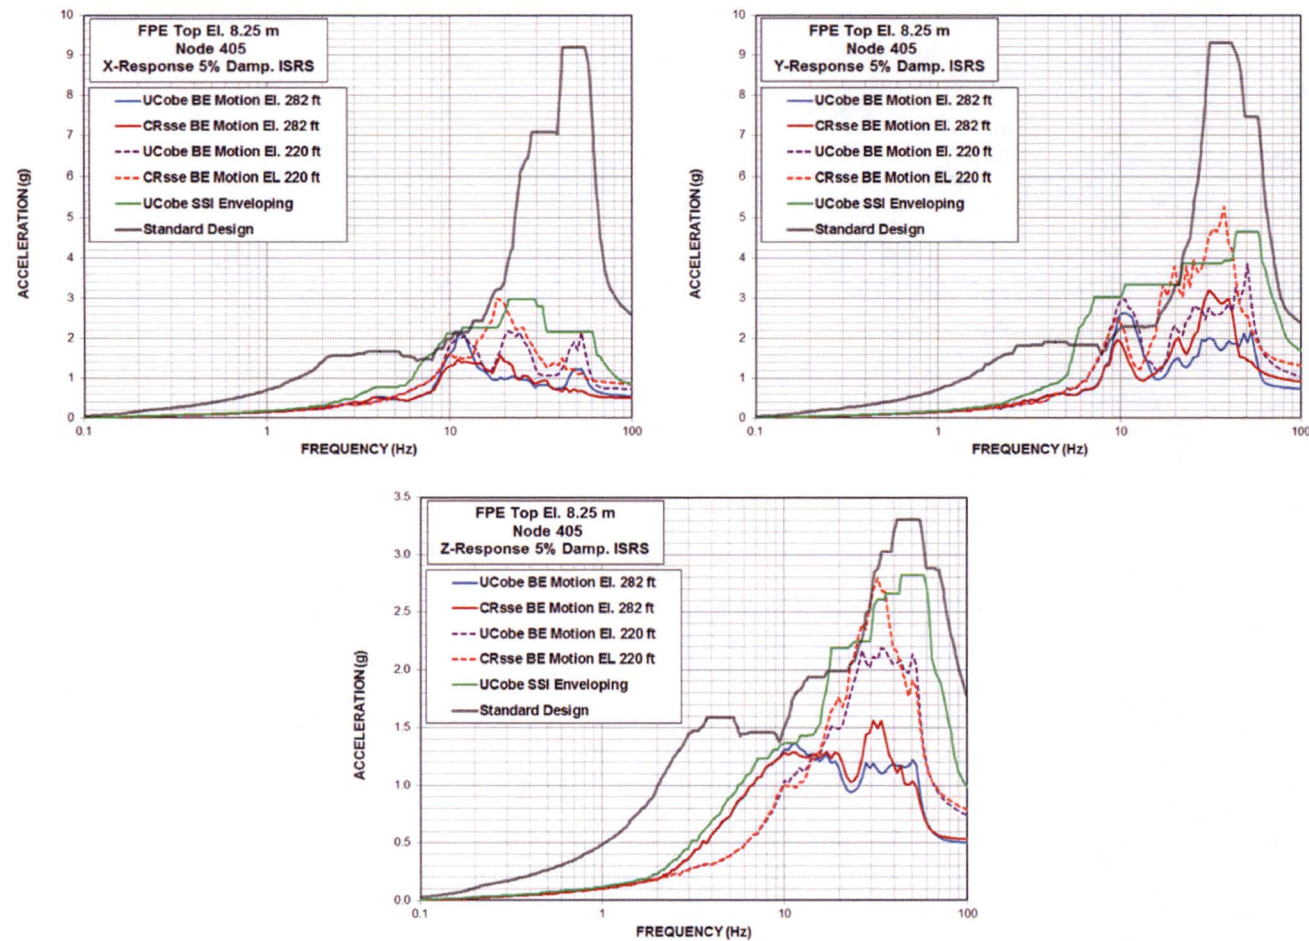 FPE Top El. 8.25 m
Node 405
X-Response 5% Damp. ISRS
UCobe BE Motion El. 282 ft
CRsse BE Motion El. 282 ft
UCobe BE Motion El. 220 ft
CRsse BE Motion EL 220 ft
UCobe SSI Enveloping
Standard Design
10
9
8
7
6
5
4
3
2
1
0
ACCELERATION(g)
0.1
1
10
100
FREQUENCY (Hz)
FPE Top El. 8.25 m
Node 405
Y-Response 5% Damp. ISRS
UCobe BE Motion El. 282 ft
CRsse BE Motion El. 282 ft
UCobe BE Motion El. 220 ft
CRsse BE Motion EL 220 ft
UCobe SSI Enveloping
Standard Design
10
9
8
7
6
5
4
3
2
1
0
ACCELERATION(g)
0.1
1
10
100
FREQUENCY (Hz)
FPE Top El. 8.25 m
Node 405
Z-Response 5% Damp. ISRS
UCobe BE Motion El. 282 ft
CRsse BE Motion El. 282 ft
UCobe BE Motion El. 220 ft
CRsse BE Motion EL 220 ft
UCobe SSI Enveloping
Standard Design
3.5
3.0
2.5
2.0
1.5
1.0
0.5
0.0
ACCELERATION(g)
0.1
1
10
100
FREQUENCY (Hz)